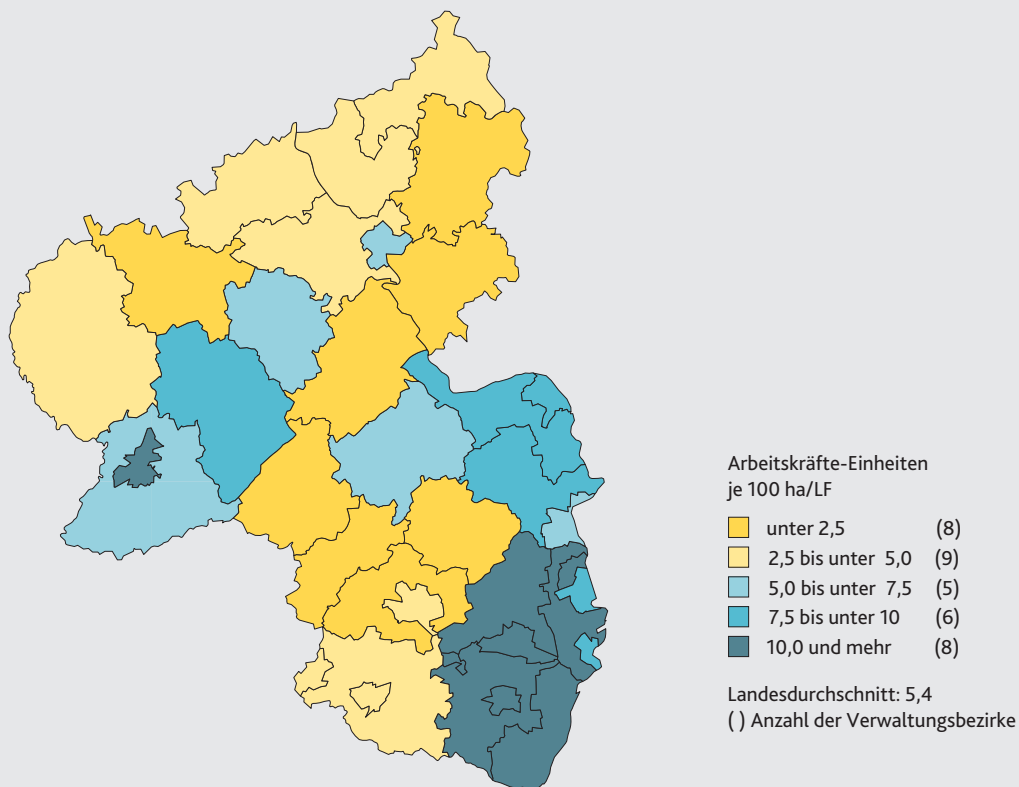 Arbeitskräfte-Einheiten
je 100 ha/LF
unter 2,5 (8)
2,5 bis unter 5,0 (9)
5,0 bis unter 7,5 (5)
7,5 bis unter 10 (6)
10,0 und mehr (8)
Landesdurchschnitt: 5,4
( ) Anzahl der Verwaltungsbezirke